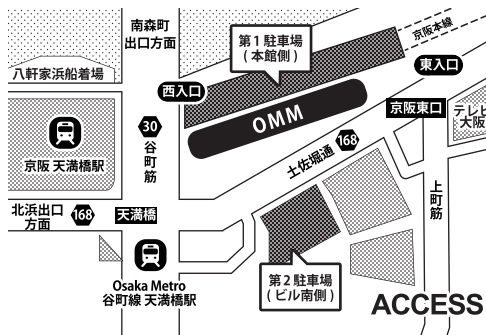 南森町
出口方面
第1駐車場
(本館側)
京阪本線
八軒家浜船着場
西入口
東入口
OMM
京阪東口
テレビ
大阪
30
谷町筋
京阪 天満橋駅
土佐堀通
168
上町筋
北浜出口
方面
168
天満橋
Osaka Metro
谷町線 天満橋駅
第2駐車場
(ビル南側)
ACCESS